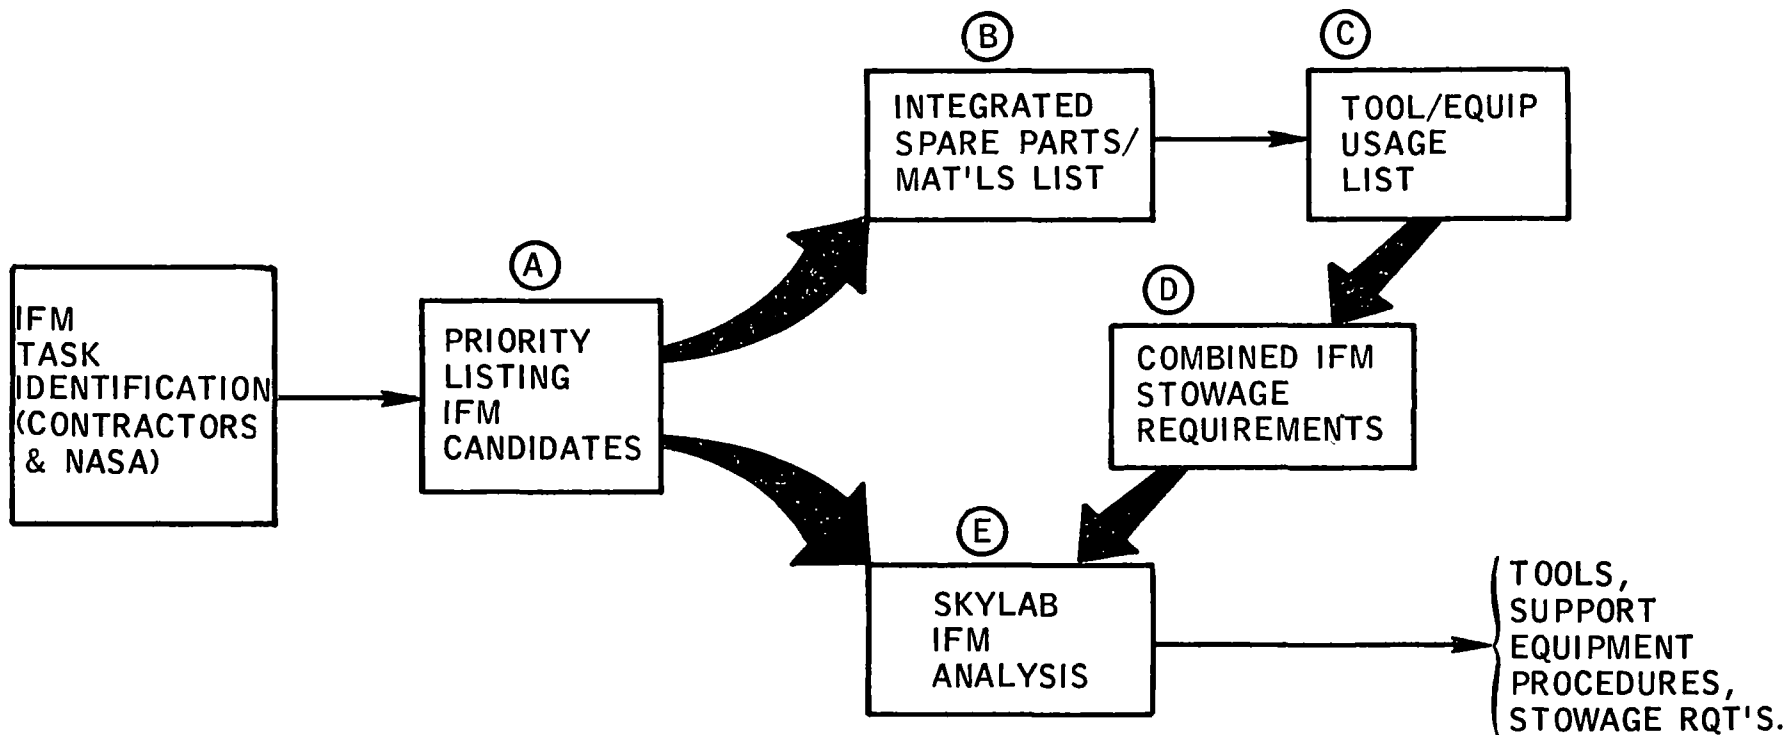 IFM
TASK
IDENTIFICATION
(CONTRACTORS
& NASA)
A
PRIORITY
LISTING
IFM
CANDIDATES
B
INTEGRATED
SPARE PARTS/
MAT'LS LIST
C
TOOL/EQUIP
USAGE
LIST
D
COMBINED IFM
STOWAGE
REQUIREMENTS
E
SKYLAB
IFM
ANALYSIS
TOOLS,
SUPPORT
EQUIPMENT
PROCEDURES,
STOWAGE RQT'S.